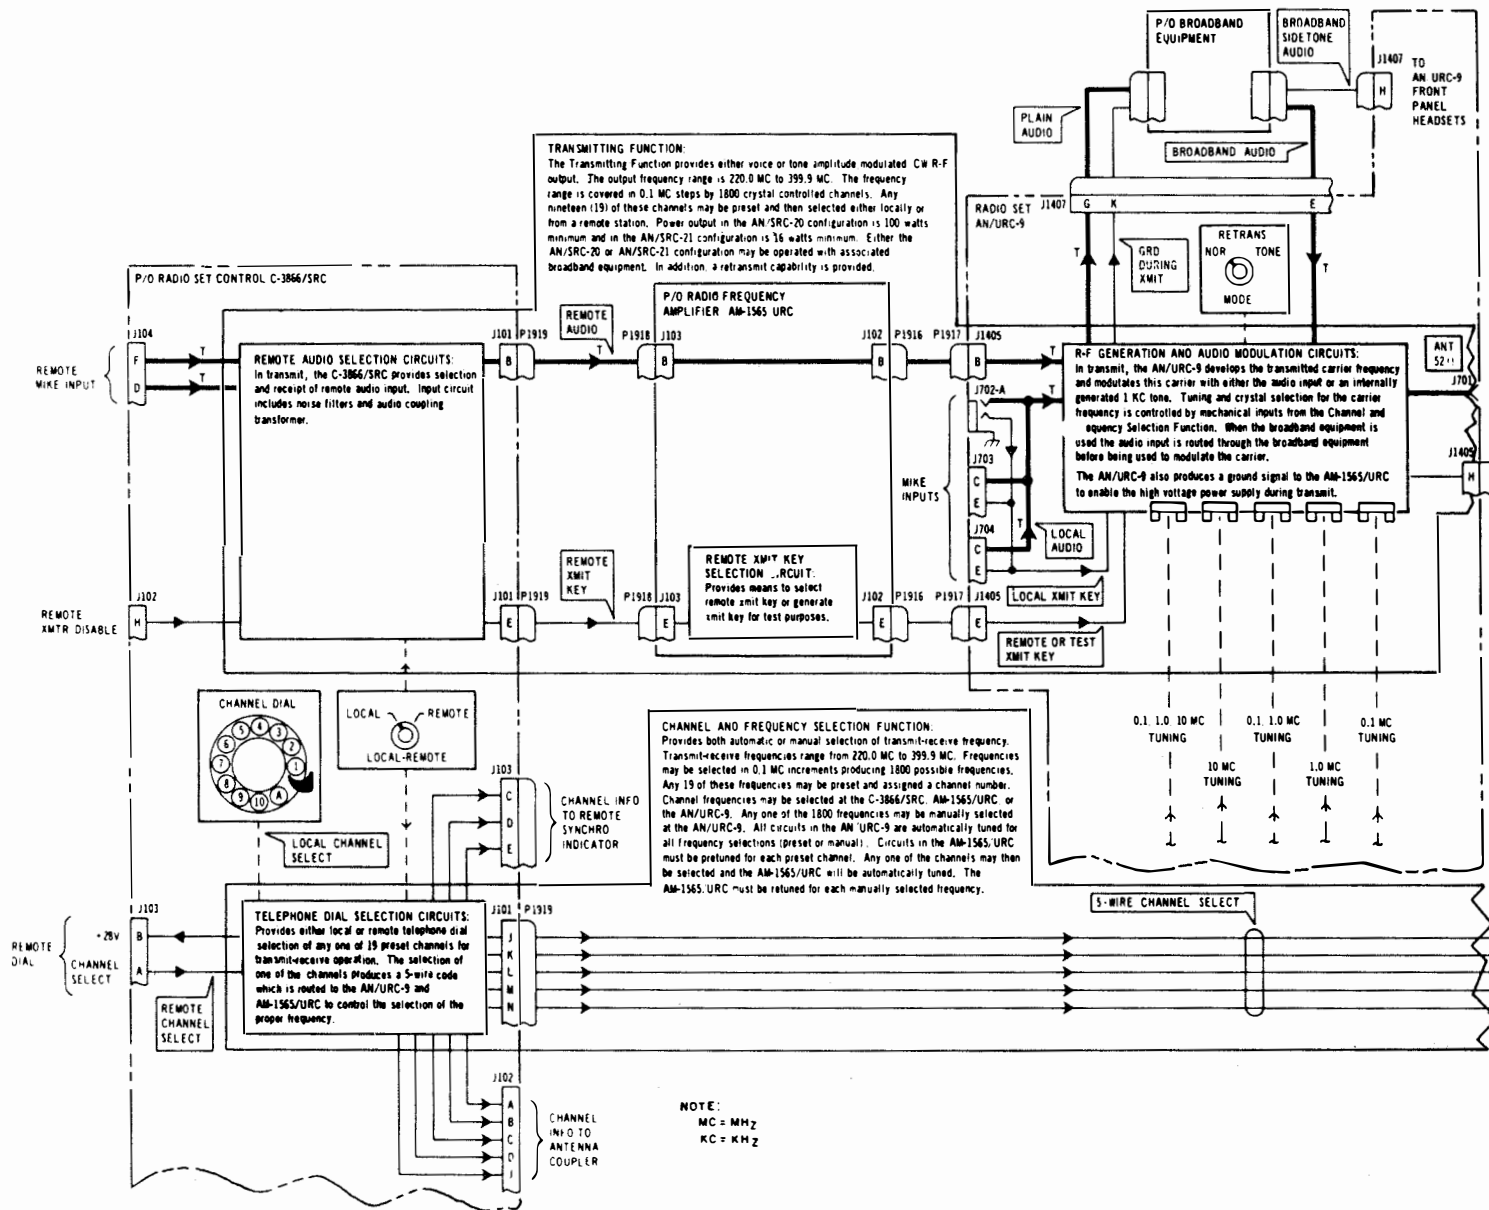 P/O BROADBAND
EQUIPMENT
BROADBAND
SIDETONE
AUDIO
J1407
TO
AN URC-9
FRONT
PANEL
HEADSETS
H
PLAIN
AUDIO
BROADBAND AUDIO
TRANSMITTING FUNCTION:
The Transmitting Function provides either voice or tone amplitude modulated CW R-F
output. The output frequency range is 220.0 MC to 399.9 MC. The frequency
range is covered in 0.1 MC steps by 1800 crystal controlled channels. Any
nineteen (19) of these channels may be preset and then selected either locally or
from a remote station. Power output in the AN/SRC-20 configuration is 100 watts
minimum and in the AN/SRC-21 configuration is 16 watts minimum. Either the
AN/SRC-20 or AN/SRC-21 configuration may be operated with associated
broadband equipment. In addition, a retransmit capability is provided.
RADIO SET
AN/URC-9
J1407
G
K
E
T
GRD
DURING
XMIT
RETRANS
NOR
TONE
MODE
T
P/O RADIO SET CONTROL C-3866/SRC
P/O RADIO FREQUENCY
AMPLIFIER AM-1565 URC
REMOTE
AUDIO
J104
F
D
T
T
REMOTE
MIKE INPUT
REMOTE AUDIO SELECTION CIRCUITS:
In transmit, the C-3866/SRC provides selection
and receipt of remote audio input. Input circuit
includes noise filters and audio coupling
transformer.
J101
P1919
B
T
P1918
J103
B
J102
P1916
B
P1917
J1405
B
T
R-F GENERATION AND AUDIO MODULATION CIRCUITS:
In transmit, the AN/URC-9 develops the transmitted carrier frequency
and modutates this carrier with either the audio input or an internally
generated 1 KC tone. Tuning and crystal selection for the carrier
frequency is controlled by mechanical inputs from the Channel and
equency Selection Function. When the broadband equipment is
used the audio input is routed through the broadband equipment
before being used to modulate the carrier.
The AN/URC-9 also produces a ground signal to the AM-1565/URC
to enable the high voltage power supply during transmit.
ANT
J701
J1405
H
J702-A
T
J703
C
E
MIKE
INPUTS
J704
C
E
T
LOCAL
AUDIO
LOCAL XMIT KEY
REMOTE
XMTR DISABLE
J102
H
J101
P1919
E
REMOTE
XMIT
KEY
P1918
J103
E
REMOTE XMIT KEY
SELECTION CIRCUIT:
Provides means to select
remote xmit key or generate
xmit key for test purposes.
J102
P1916
E
P1917
J1405
E
REMOTE OR TEST
XMIT KEY
CHANNEL DIAL
1
2
3
4
5
6
7
8
9
10
A
LOCAL
REMOTE
LOCAL-REMOTE
LOCAL CHANNEL
SELECT
J103
C
D
E
CHANNEL INFO
TO REMOTE
SYNCHRO
INDICATOR
CHANNEL AND FREQUENCY SELECTION FUNCTION:
Provides both automatic or manual selection of transmit-receive frequency.
Transmit-receive frequencies range from 220.0 MC to 399.9 MC. Frequencies
may be selected in 0.1 MC increments producing 1800 possible frequencies.
Any 19 of these frequencies may be preset and assigned a channel number.
Channel frequencies may be selected at the C-3866/SRC, AM-1565/URC, or
the AN/URC-9. Any one of the 1800 frequencies may be manually selected
at the AN/URC-9. All circuits in the AN URC-9 are automatically tuned for
all frequency selections (preset or manual). Circuits in the AM-1565/URC
must be pretuned for each preset channel. Any one of the channels may then
be selected and the AM-1565/URC will be automatically tuned. The
AM-1565/URC must be retuned for each manually selected frequency.
0.1, 1.0, 10 MC
TUNING
10 MC
TUNING
0.1, 1.0 MC
TUNING
1.0 MC
TUNING
0.1 MC
TUNING
5-WIRE CHANNEL SELECT
REMOTE
DIAL
J103
+28V
B
CHANNEL
SELECT
A
REMOTE
CHANNEL
SELECT
TELEPHONE DIAL SELECTION CIRCUITS:
Provides either local or remote telephone dial
selection of any one of 19 preset channels for
transmit-receive operation. The selection of
one of the channels produces a 5-wire code
which is routed to the AN/URC-9 and
AM-1565/URC to control the selection of the
proper frequency.
J101
P1919
J
K
L
M
N
J102
A
B
C
D
J
CHANNEL
INFO TO
ANTENNA
COUPLER
NOTE:
MC = MHZ
KC = KHZ